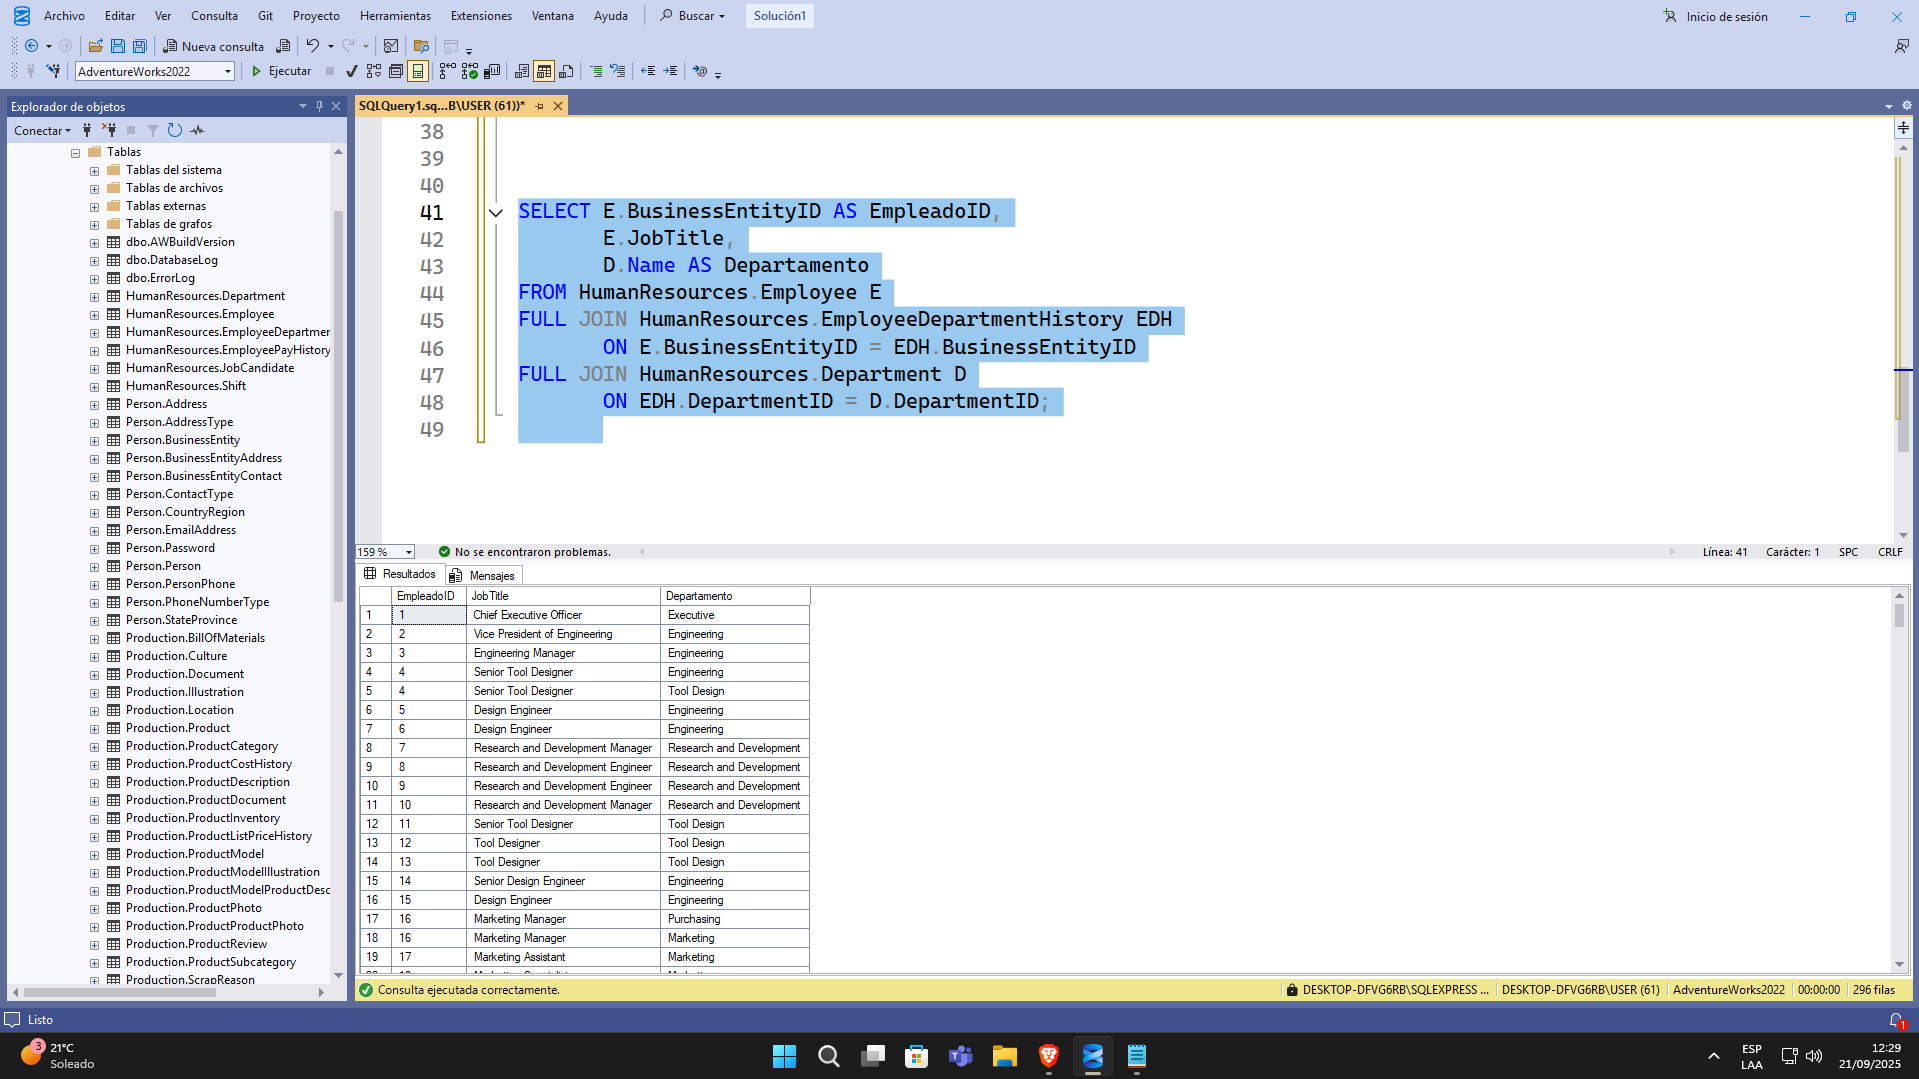 Archivo Editar Ver Consulta Git Proyecto Herramientas Extensiones Ventana Ayuda Buscar Solución1 Inicio de sesión
Nueva consulta
AdventureWorks2022 Ejecutar
Explorador de objetos
Conectar
Tablas
Tablas del sistema
Tablas de archivos
Tablas externas
Tablas de grafos
dbo.AWBuildVersion
dbo.DatabaseLog
dbo.ErrorLog
HumanResources.Department
HumanResources.Employee
HumanResources.EmployeeDepartmen
HumanResources.EmployeePayHistory
HumanResources.JobCandidate
HumanResources.Shift
Person.Address
Person.AddressType
Person.BusinessEntity
Person.BusinessEntityAddress
Person.BusinessEntityContact
Person.ContactType
Person.CountryRegion
Person.EmailAddress
Person.Password
Person.Person
Person.PersonPhone
Person.PhoneNumberType
Person.StateProvince
Production.BillOfMaterials
Production.Culture
Production.Document
Production.Illustration
Production.Location
Production.Product
Production.ProductCategory
Production.ProductCostHistory
Production.ProductDescription
Production.ProductDocument
Production.ProductInventory
Production.ProductListPriceHistory
Production.ProductModel
Production.ProductModelIllustration
Production.ProductModelProductDesc
Production.ProductPhoto
Production.ProductProductPhoto
Production.ProductReview
Production.ProductSubcategory
Production.ScrapReason
SQLQuery1.sq...B\USER (61))*
38
39
40
41 SELECT E.BusinessEntityID AS EmpleadoID,
42 E.JobTitle,
43 D.Name AS Departamento
44 FROM HumanResources.Employee E
45 FULL JOIN HumanResources.EmployeeDepartmentHistory EDH
46 ON E.BusinessEntityID = EDH.BusinessEntityID
47 FULL JOIN HumanResources.Department D
48 ON EDH.DepartmentID = D.DepartmentID;
49
159 % No se encontraron problemas. Línea: 41 Carácter: 1 SPC CRLF
Resultados Mensajes
EmpleadoID JobTitle Departamento
1 1 Chief Executive Officer Executive
2 2 Vice President of Engineering Engineering
3 3 Engineering Manager Engineering
4 4 Senior Tool Designer Engineering
5 4 Senior Tool Designer Tool Design
6 5 Design Engineer Engineering
7 6 Design Engineer Engineering
8 7 Research and Development Manager Research and Development
9 8 Research and Development Engineer Research and Development
10 9 Research and Development Engineer Research and Development
11 10 Research and Development Manager Research and Development
12 11 Senior Tool Designer Tool Design
13 12 Tool Designer Tool Design
14 13 Tool Designer Tool Design
15 14 Senior Design Engineer Engineering
16 15 Design Engineer Engineering
17 16 Marketing Manager Purchasing
18 16 Marketing Manager Marketing
19 17 Marketing Assistant Marketing
Consulta ejecutada correctamente. DESKTOP-DFVG6RB\SQLEXPRESS ... DESKTOP-DFVG6RB\USER (61) AdventureWorks2022 00:00:00 296 filas
Listo 1
3 21°C
Soleado
ESP
LAA
12:29
21/09/2025